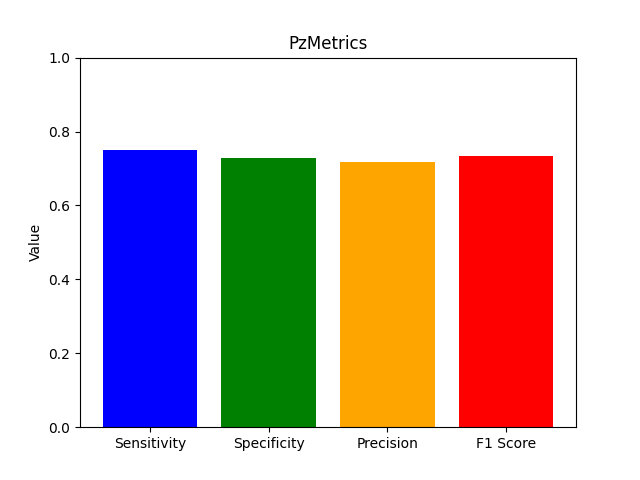 PzMetrics
1.0
0.8
0.6
0.4
0.2
0.0
Value
Sensitivity
Specificity
Precision
F1 Score